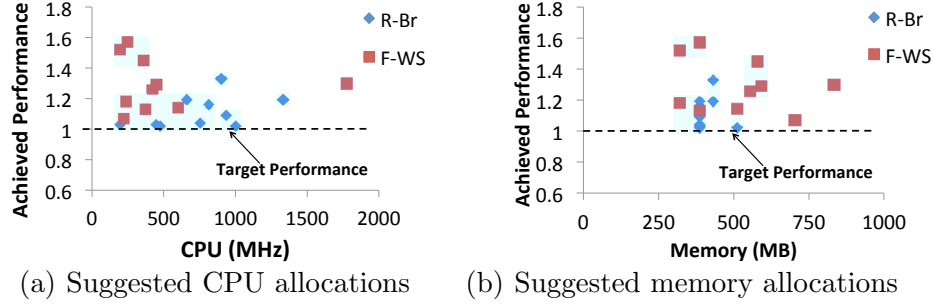 Achieved Performance
1.8
1.6
1.4
1.2
1
0.8
0.6
R-Br
F-WS
Target Performance
0
500
1000
1500
2000
CPU (MHz)
(a) Suggested CPU allocations
Achieved Performance
1.8
1.6
1.4
1.2
1
0.8
0.6
R-Br
F-WS
Target Performance
0
250
500
750
1000
Memory (MB)
(b) Suggested memory allocations